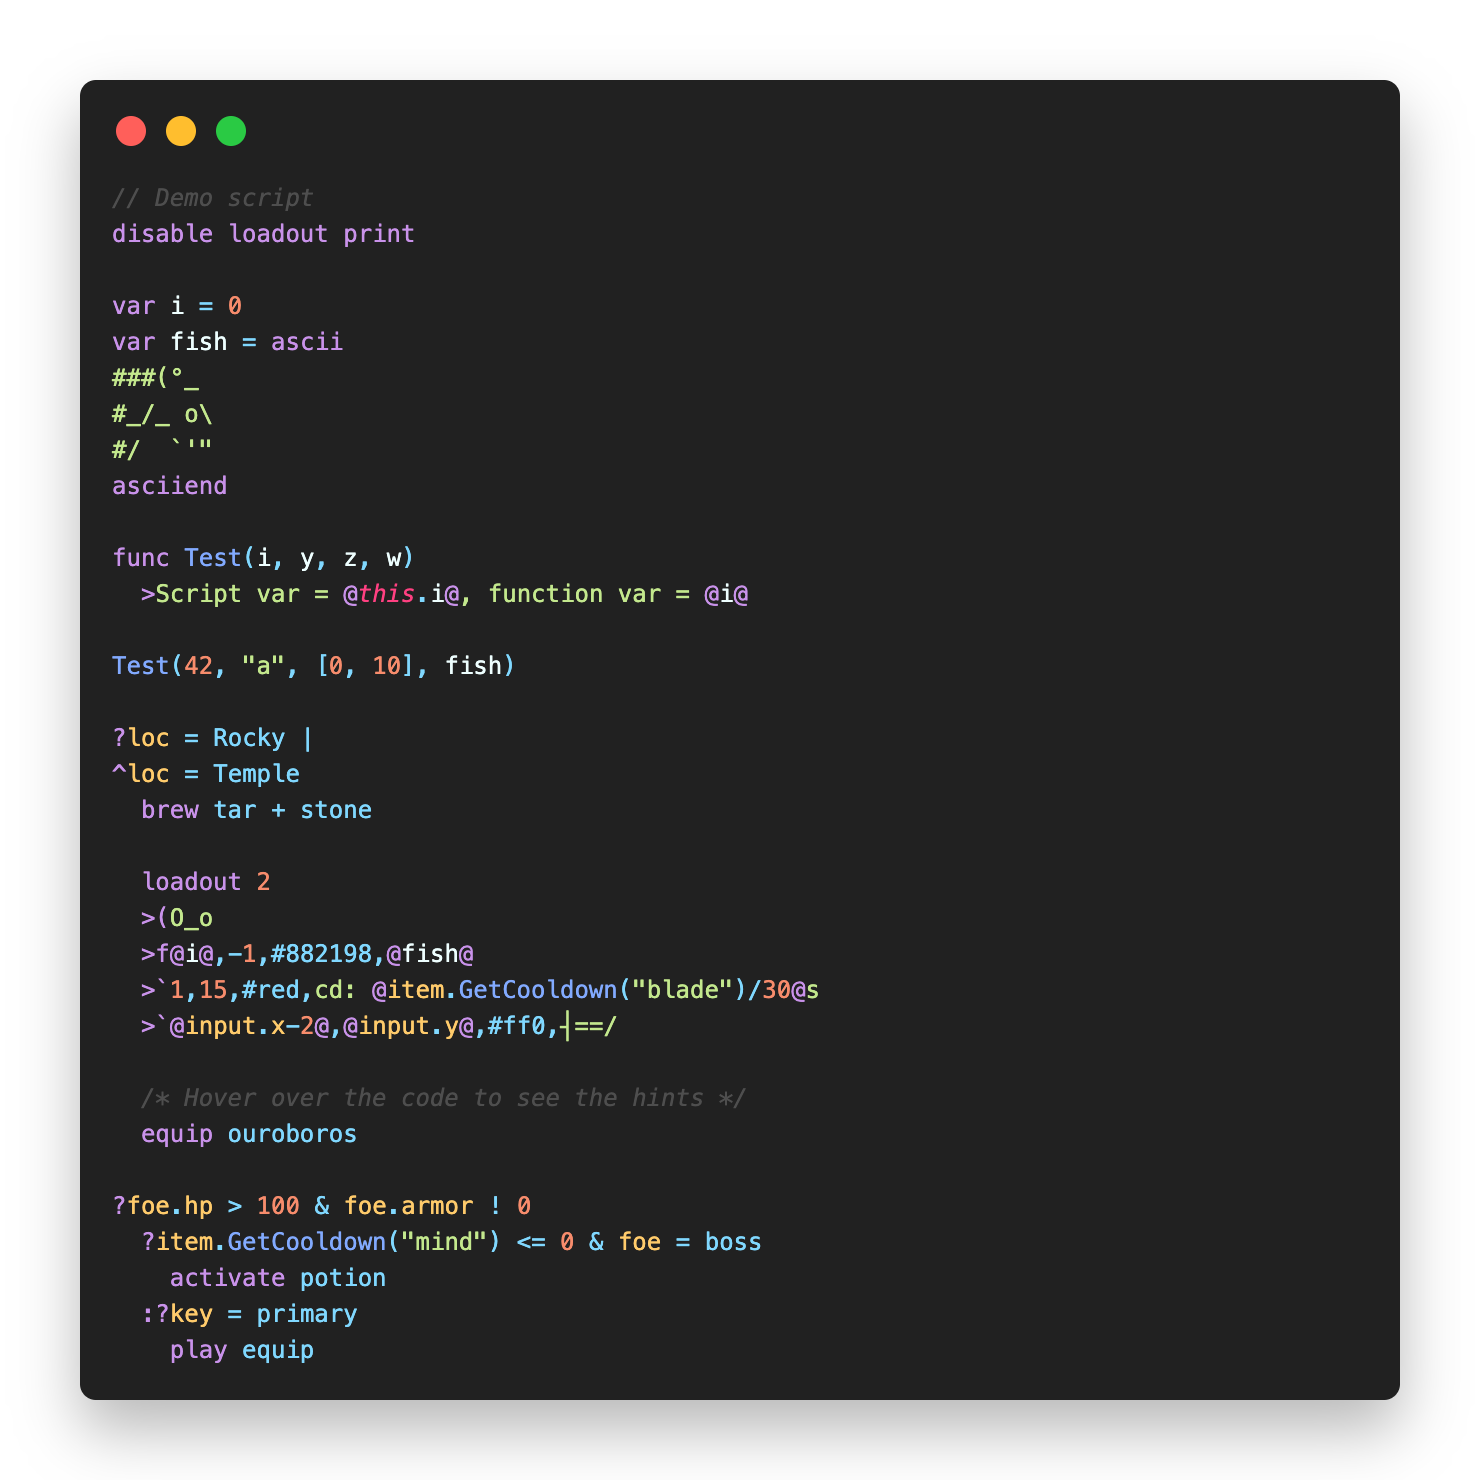 // Demo script
disable loadout print

var i = 0
var fish = ascii
###(°_
#_/_ o\
#/  `'"
asciiend

func Test(i, y, z, w)
  >Script var = @this.i@, function var = @i@

Test(42, "a", [0, 10], fish)

?loc = Rocky |
^loc = Temple
  brew tar + stone

  loadout 2
  >(O_o
  >f@i@,-1,#882198,@fish@
  >`1,15,#red,cd: @item.GetCooldown("blade")/30@s
  >`@input.x-2@,@input.y@,#ff0,┤==/

  /* Hover over the code to see the hints */
  equip ouroboros

?foe.hp > 100 & foe.armor ! 0
  ?item.GetCooldown("mind") <= 0 & foe = boss
    activate potion
  :?key = primary
    play equip